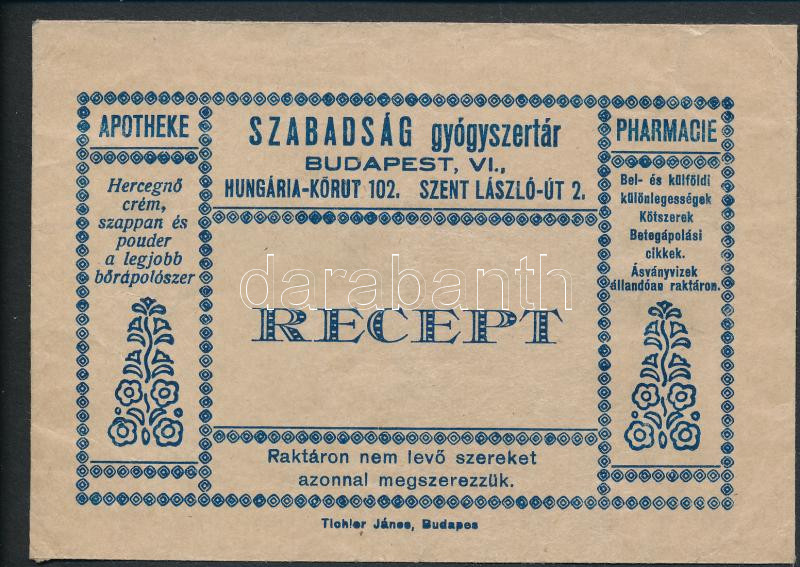 APOTHEKE
Hercegnő
crém,
szappan és
pouder
a legjobb
bőrápolószer
SZABADSÁG gyógyszertár
BUDAPEST, VI.,
HUNGÁRIA-KÖRUT 102. SZENT LÁSZLÓ-ÚT 2.
RECEPT
Raktáron nem levő szereket
azonnal megszerezzük.
PHARMACIE
Bel- és külföldi
különlegességek
Kötszerek
Betegápolási
cikkek.
Ásványvizek
állandóan raktáron.
Tichler János, Budapes
darabanth